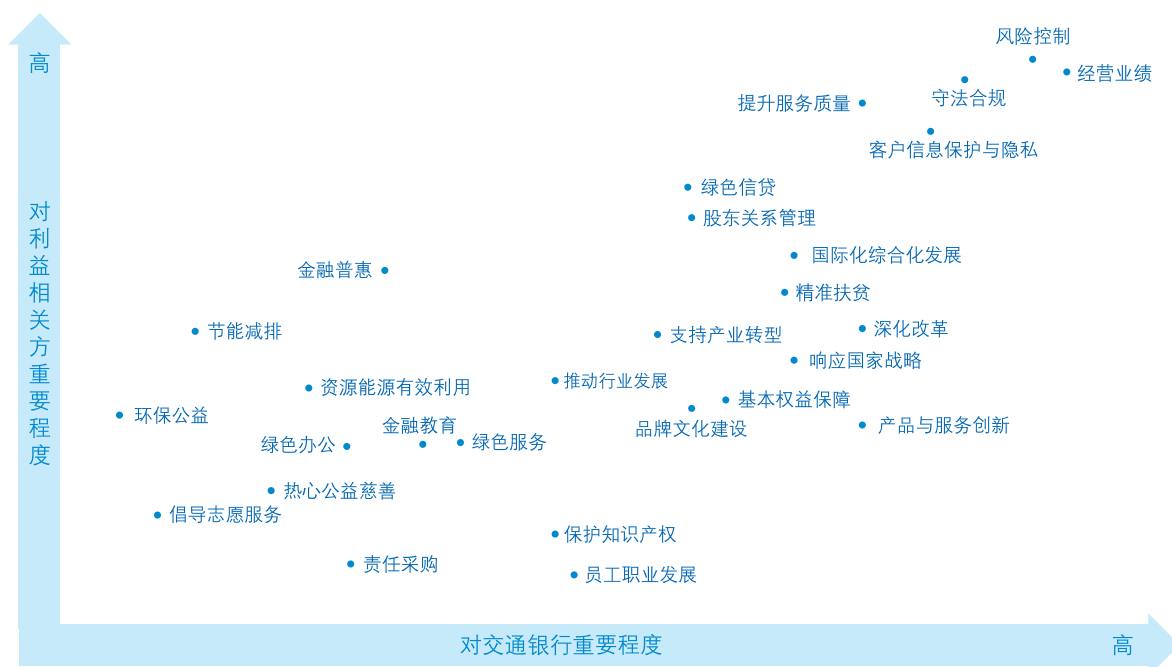 风险控制
高
经营业绩
守法合规
提升服务质量
客户信息保护与隐私
绿色信贷
对利益相关方重要程度
股东关系管理
国际化综合化发展
金融普惠
精准扶贫
节能减排
深化改革
支持产业转型
响应国家战略
推动行业发展
资源能源有效利用
基本权益保障
环保公益
金融教育
产品与服务创新
品牌文化建设
绿色服务
绿色办公
热心公益慈善
倡导志愿服务
保护知识产权
责任采购
员工职业发展
对交通银行重要程度
高